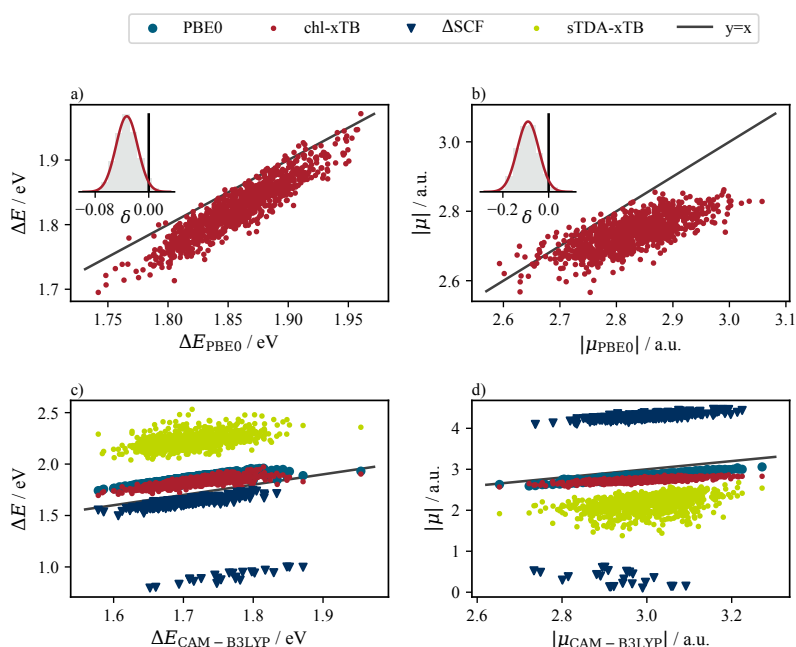 PBE0 chl-xTB ΔSCF sTDA-xTB y=x
a)
ΔE / eV
1.9
1.8
1.7
−0.08 0.00
δ
1.75 1.80 1.85 1.90 1.95
ΔE_PBE0 / eV
b)
|μ| / a.u.
3.0
2.8
2.6
−0.2 0.0
δ
2.6 2.7 2.8 2.9 3.0 3.1
|μ_PBE0| / a.u.
c)
ΔE / eV
2.5
2.0
1.5
1.0
1.6 1.7 1.8 1.9
ΔE_CAM−B3LYP / eV
d)
|μ| / a.u.
4
3
2
1
0
2.6 2.8 3.0 3.2
|μ_CAM−B3LYP| / a.u.